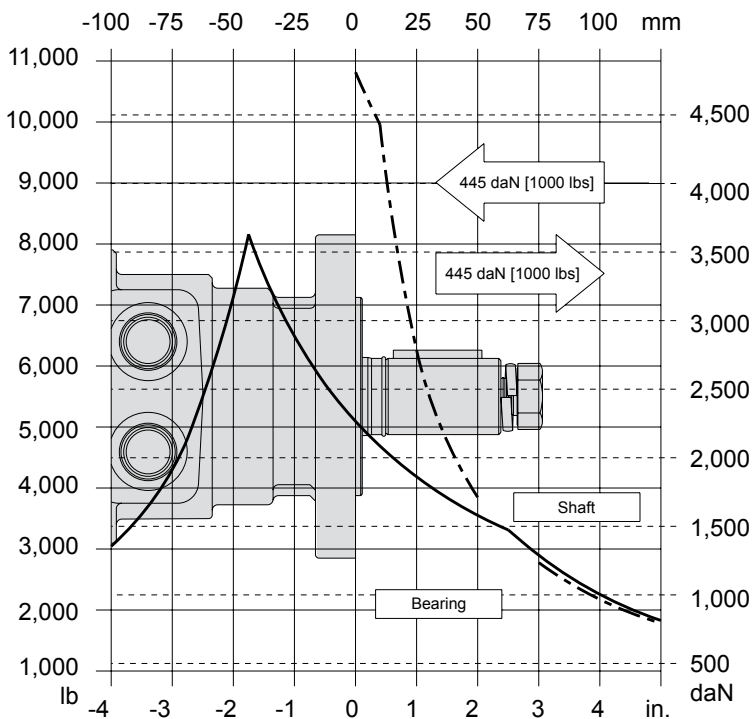 -100 -75 -50 -25 0 25 50 75 100 mm
11,000
4,500
10,000
9,000
445 daN [1000 lbs]
4,000
8,000
3,500
445 daN [1000 lbs]
7,000
3,000
6,000
2,500
5,000
2,000
4,000
Shaft
1,500
3,000
Bearing
1,000
2,000
1,000
500
lb
daN
-4 -3 -2 -1 0 1 2 3 4 in.